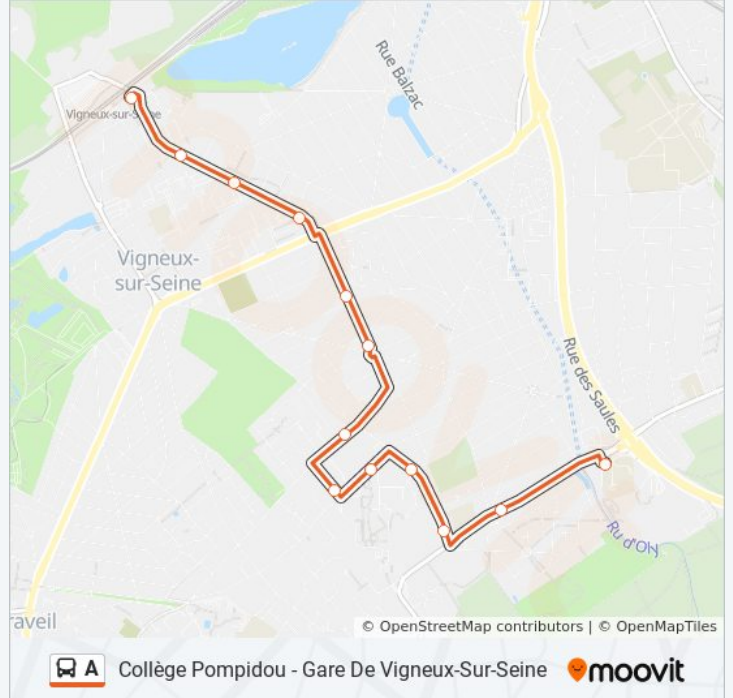 Rue Balzac
Vigneux-sur-Seine
Vigneux-
sur-Seine
Rue des Saules
Ru d'Oly
raveil
© OpenStreetMap contributors | © OpenMapTiles
A Collège Pompidou - Gare De Vigneux-Sur-Seine moovit